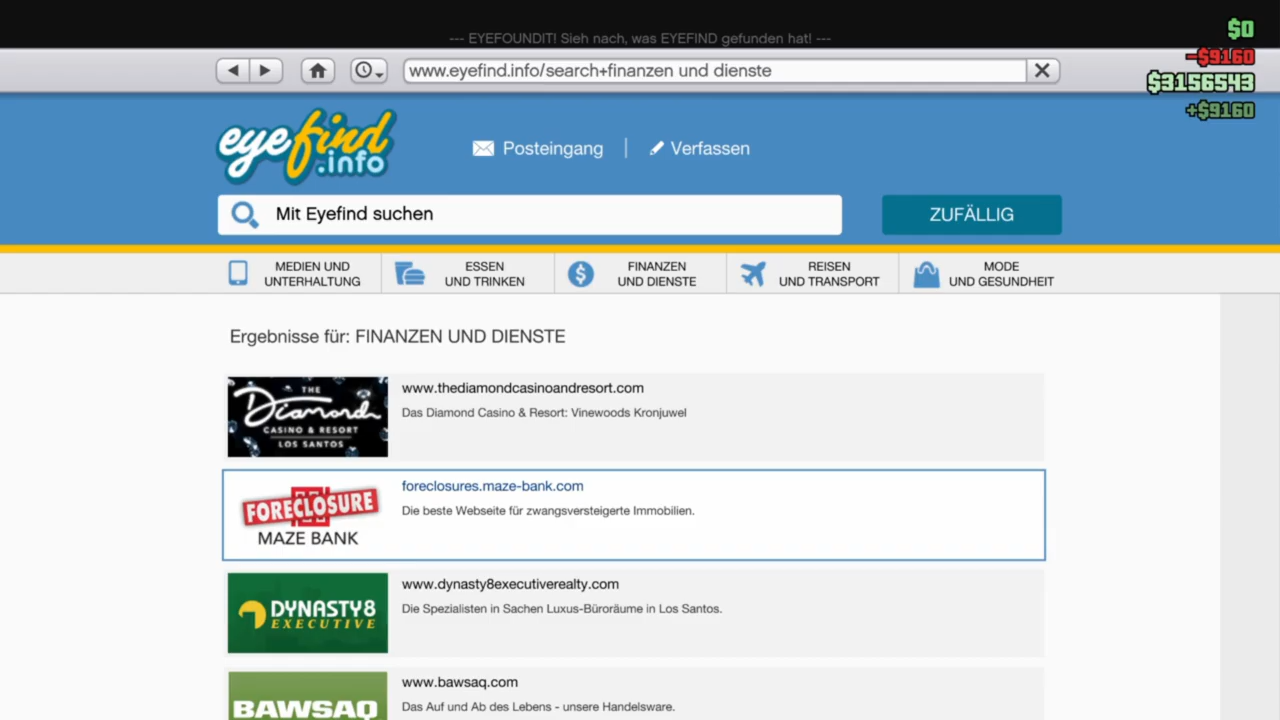 --- EYEFOUNDIT! Sieh nach, was EYEFIND gefunden hat! ---
$0
-$9160
$3156543
+$9160
www.eyefind.info/search+finanzen und dienste
eyefind
.info
Posteingang
Verfassen
Mit Eyefind suchen
ZUFÄLLIG
MEDIEN UND
UNTERHALTUNG
ESSEN
UND TRINKEN
FINANZEN
UND DIENSTE
REISEN
UND TRANSPORT
MODE
UND GESUNDHEIT
Ergebnisse für: FINANZEN UND DIENSTE
THE
Diamond
CASINO & RESORT
LOS SANTOS
www.thediamondcasinoandresort.com
Das Diamond Casino & Resort: Vinewoods Kronjuwel
FORECLOSURE
MAZE BANK
foreclosures.maze-bank.com
Die beste Webseite für zwangsversteigerte Immobilien.
DYNASTY8
EXECUTIVE
www.dynasty8executiverealty.com
Die Spezialisten in Sachen Luxus-Büroräume in Los Santos.
BAWSAQ
www.bawsaq.com
Das Auf und Ab des Lebens - unsere Handelsware.